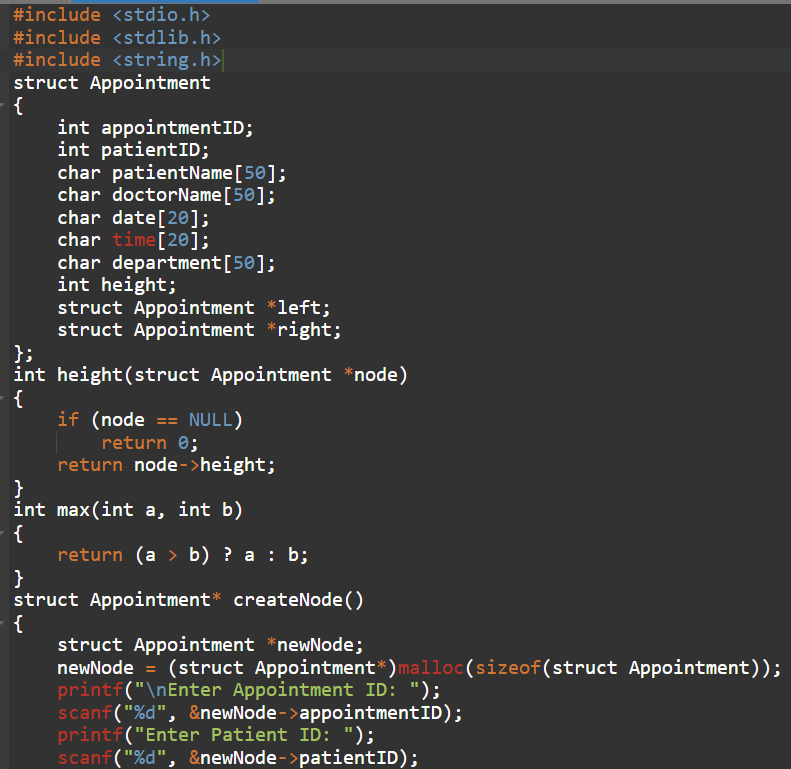 #include <stdio.h>
#include <stdlib.h>
#include <string.h>
struct Appointment
{
    int appointmentID;
    int patientID;
    char patientName[50];
    char doctorName[50];
    char date[20];
    char time[20];
    char department[50];
    int height;
    struct Appointment *left;
    struct Appointment *right;
};
int height(struct Appointment *node)
{
    if (node == NULL)
        return 0;
    return node->height;
}
int max(int a, int b)
{
    return (a > b) ? a : b;
}
struct Appointment* createNode()
{
    struct Appointment *newNode;
    newNode = (struct Appointment*)malloc(sizeof(struct Appointment));
    printf("\nEnter Appointment ID: ");
    scanf("%d", &newNode->appointmentID);
    printf("Enter Patient ID: ");
    scanf("%d", &newNode->patientID);